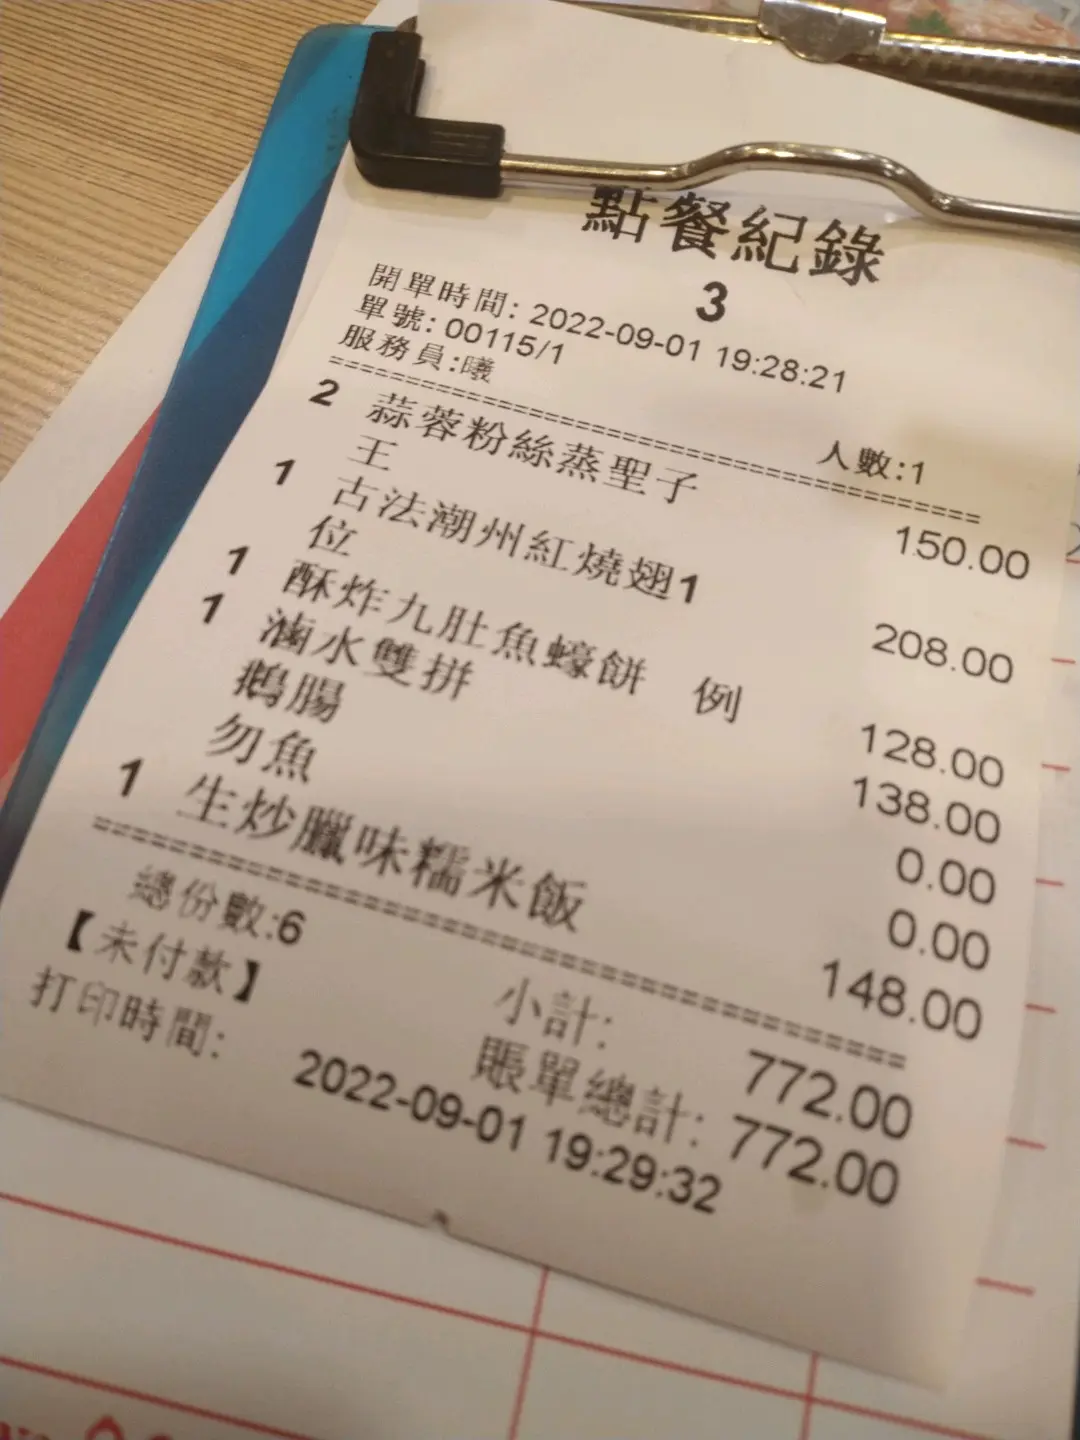 點餐紀錄
3
開單時間: 2022-09-01 19:28:21
單號: 00115/1
服務員:曦
人數:1
==================================
2 蒜蓉粉絲蒸聖子王 150.00
1 古法潮州紅燒翅1位 208.00
1 酥炸九肚魚蠔餅 例 128.00
1 滷水雙拼 138.00
鵝腸 0.00
勿魚 0.00
1 生炒臘味糯米飯 148.00
==================================
總份數:6
小計: 772.00
【未付款】
賬單總計: 772.00
打印時間: 2022-09-01 19:29:32